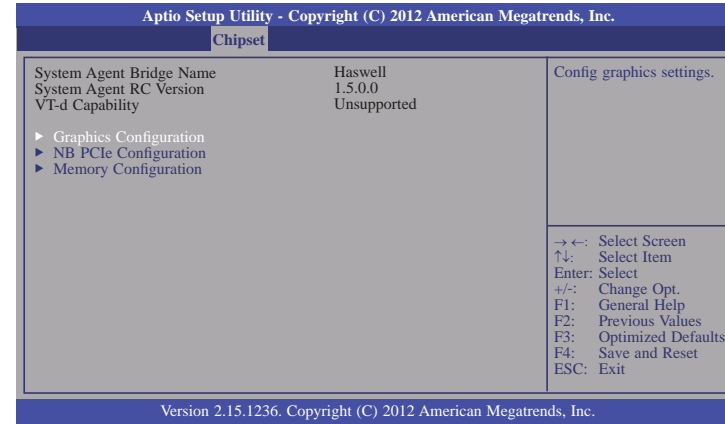 Aptio Setup Utility - Copyright (C) 2012 American Megatrends, Inc.
Chipset
System Agent Bridge Name Haswell
System Agent RC Version 1.5.0.0
VT-d Capability Unsupported
► Graphics Configuration
► NB PCIe Configuration
► Memory Configuration
Config graphics settings.
→←: Select Screen
↑↓: Select Item
Enter: Select
+/-: Change Opt.
F1: General Help
F2: Previous Values
F3: Optimized Defaults
F4: Save and Reset
ESC: Exit
Version 2.15.1236. Copyright (C) 2012 American Megatrends, Inc.